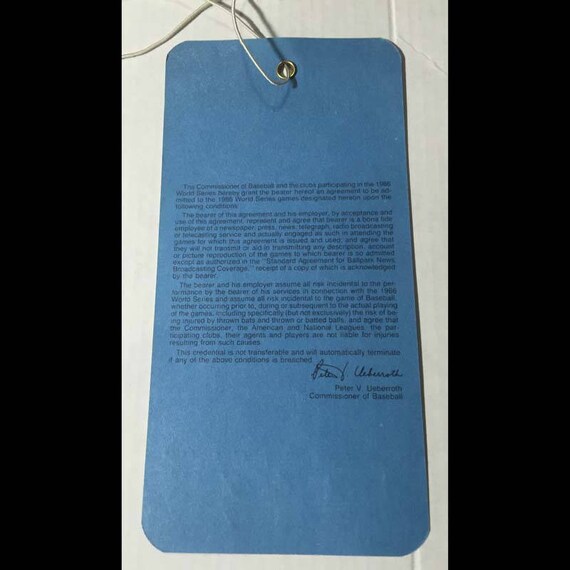 The Commissioner of Baseball and the clubs participating in the 1986
World Series hereby grant the bearer hereof an agreement to be ad-
mitted to the 1986 World Series games designated hereon upon the
following conditions:
The bearer of this agreement and his employer, by acceptance and
use of this agreement, represent and agree that bearer is a bona fide
employee of a newspaper, press, news, telegraph, radio broadcasting
or telecasting service and actually engaged as such in attending the
games for which this agreement is issued and used; and agree that
they will not transmit or aid in transmitting any description, account
or picture reproduction of the games to which bearer is so admitted
except as authorized in the "Standard Agreement for Ballpark News
Broadcasting Coverage," receipt of a copy of which is acknowledged
by the bearer.
The bearer and his employer assume all risk incidental to the per-
formance by the bearer of his services in connection with the 1986
World Series and assume all risk incidental to the game of Baseball,
whether occurring prior to, during or subsequent to the actual playing
of the games, including specifically (but not exclusively) the risk of be-
ing injured by thrown bats and thrown or batted balls, and agree that
the Commissioner, the American and National Leagues, the par-
ticipating clubs, their agents and players are not liable for injuries
resulting from such causes.
This credential is not transferable and will automatically terminate
if any of the above conditions is breached.
Peter V. Ueberroth
Peter V. Ueberroth
Commissioner of Baseball